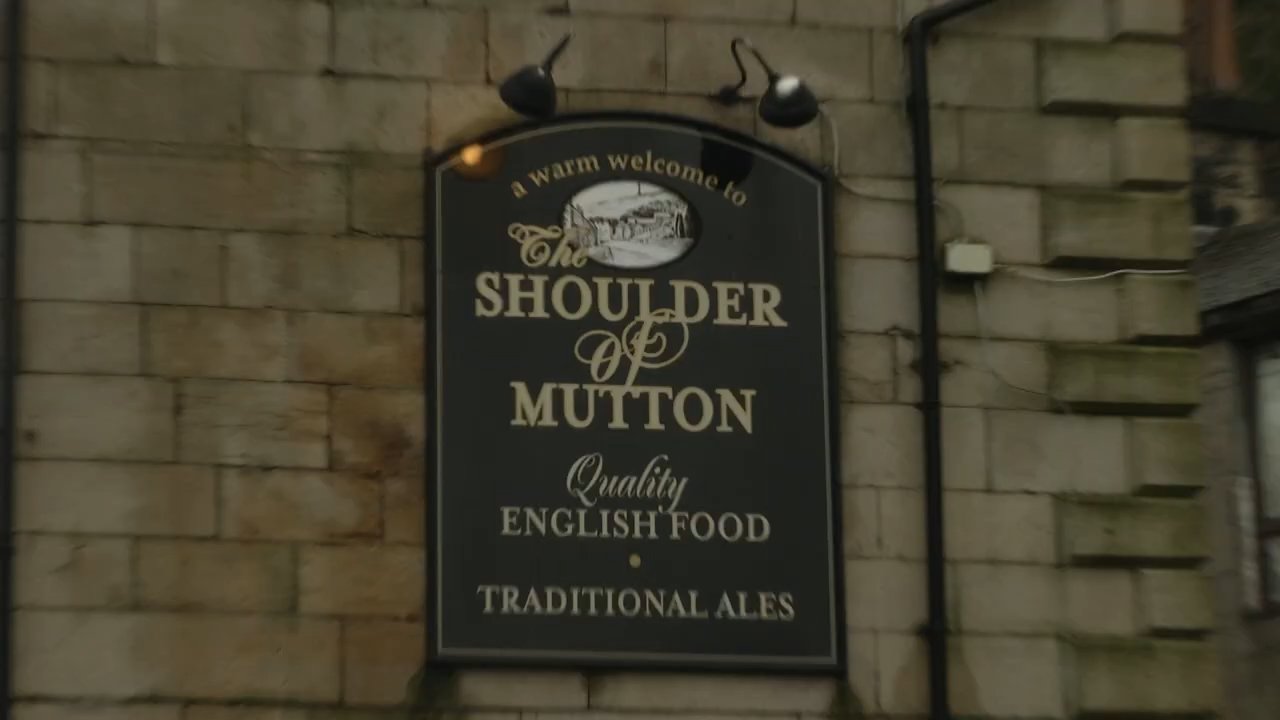 a warm welcome to
The
SHOULDER
of
MUTTON
Quality
ENGLISH FOOD
TRADITIONAL ALES